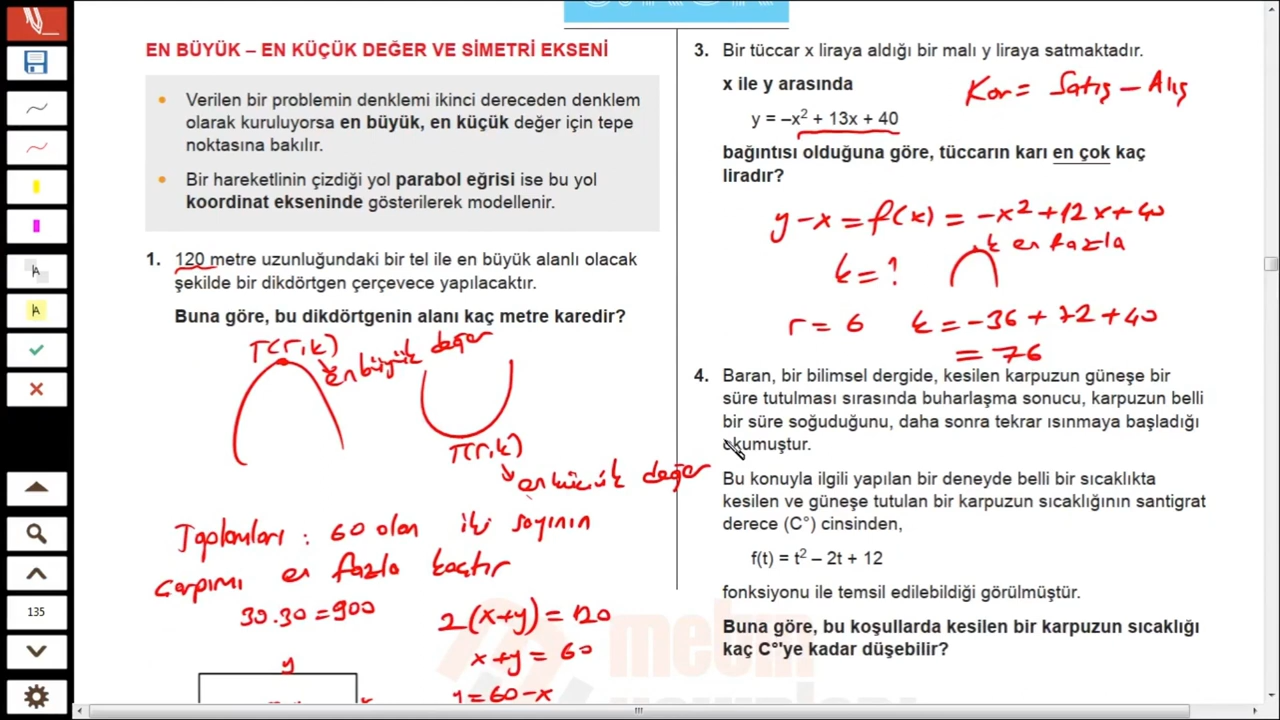 EN BÜYÜK – EN KÜÇÜK DEĞER VE SİMETRİ EKSENİ
• Verilen bir problemin denklemi ikinci dereceden denklem
olarak kuruluyorsa en büyük, en küçük değer için tepe
noktasına bakılır.
• Bir hareketlinin çizdiği yol parabol eğrisi ise bu yol
koordinat ekseninde gösterilerek modellenir.
1. 120 metre uzunluğundaki bir tel ile en büyük alanlı olacak
şekilde bir dikdörtgen çerçevece yapılacaktır.
Buna göre, bu dikdörtgenin alanı kaç metre karedir?
T(r,k)
en büyük değer
T(r,k)
en küçük değer
Toplamları : 60 olan iki sayının
çarpımı en fazla kaçtır
30.30 = 900
2(x+y) = 120
x+y = 60
y = 60 - x
y
3. Bir tüccar x liraya aldığı bir malı y liraya satmaktadır.
x ile y arasında
Kar = Satış - Alış
y = –x² + 13x + 40
bağıntısı olduğuna göre, tüccarın karı en çok kaç
liradır?
y-x = f(x) = -x² + 12x + 40
k en fazla
k = ?
r = 6 k = -36 + 72 + 40
= 76
4. Baran, bir bilimsel dergide, kesilen karpuzun güneşe bir
süre tutulması sırasında buharlaşma sonucu, karpuzun belli
bir süre soğuduğunu, daha sonra tekrar ısınmaya başladığı
okumuştur.
Bu konuyla ilgili yapılan bir deneyde belli bir sıcaklıkta
kesilen ve güneşe tutulan bir karpuzun sıcaklığının santigrat
derece (C°) cinsinden,
f(t) = t² – 2t + 12
fonksiyonu ile temsil edilebildiği görülmüştür.
Buna göre, bu koşullarda kesilen bir karpuzun sıcaklığı
kaç C°'ye kadar düşebilir?
metin
yayınları
A
A
135